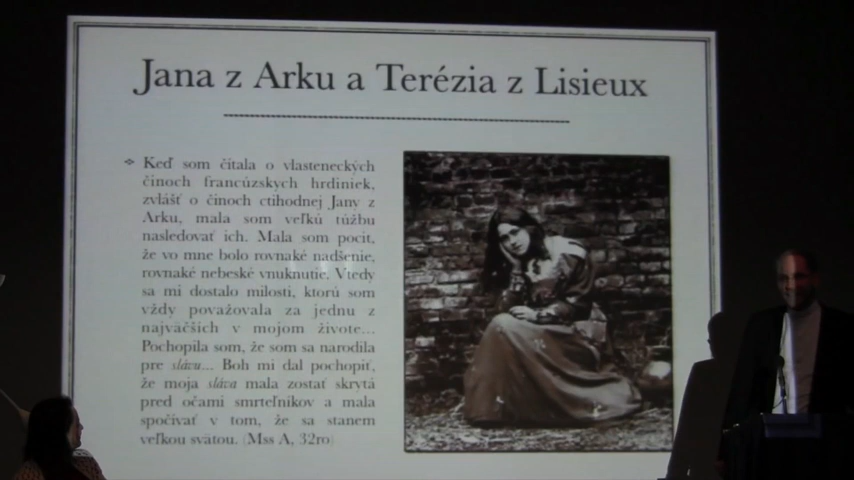 Jana z Arku a Terézia z Lisieux
Keď som čítala o vlasteneckých
činoch francúzskych hrdiniek,
zvlášť o činoch ctihodnej Jany z
Arku, mala som veľkú túžbu
nasledovať ich. Mala som pocit,
že vo mne bolo rovnaké nadšenie,
rovnaké nebeské vnuknutie. Vtedy
sa mi dostalo milosti, ktorú som
vždy považovala za jednu z
najväčších v mojom živote...
Pochopila som, že som sa narodila
pre slávu... Boh mi dal pochopiť,
že moja sláva mala zostať skrytá
pred očami smrteľníkov a mala
spočívať v tom, že sa stanem
veľkou svätou. (Mss A, 32ro)